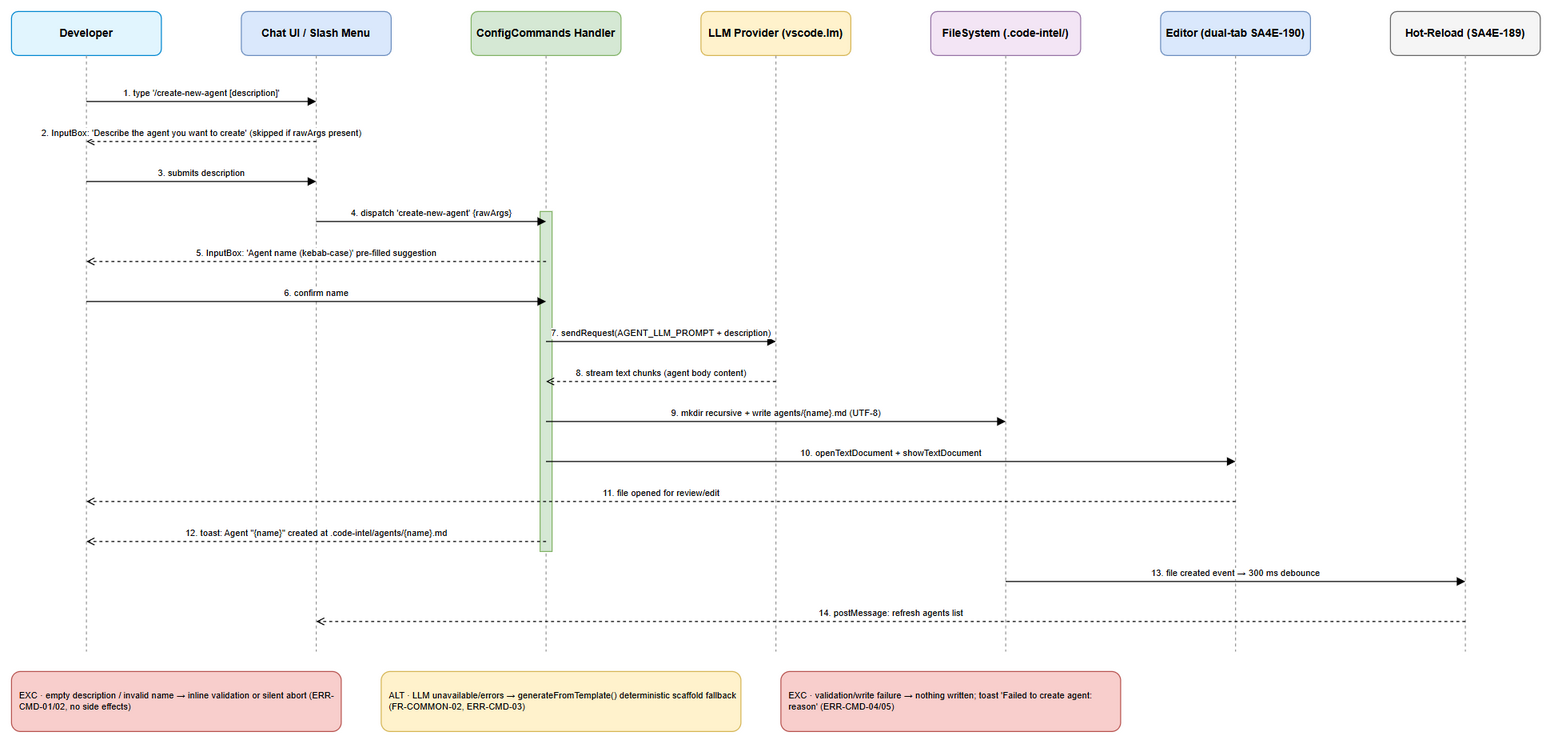 Developer
Chat UI / Slash Menu
ConfigCommands Handler
LLM Provider (vscode.lm)
FileSystem (.code-intel/)
Editor (dual-tab SA4E-190)
Hot-Reload (SA4E-189)
1. type '/create-new-agent [description]'
2. InputBox: 'Describe the agent you want to create' (skipped if rawArgs present)
3. submits description
4. dispatch 'create-new-agent' {rawArgs}
5. InputBox: 'Agent name (kebab-case)' pre-filled suggestion
6. confirm name
7. sendRequest(AGENT_LLM_PROMPT + description)
8. stream text chunks (agent body content)
9. mkdir recursive + write agents/{name}.md (UTF-8)
10. openTextDocument + showTextDocument
11. file opened for review/edit
12. toast: Agent "{name}" created at .code-intel/agents/{name}.md
13. file created event → 300 ms debounce
14. postMessage: refresh agents list
EXC · empty description / invalid name → inline validation or silent abort (ERR-
CMD-01/02, no side effects)
ALT · LLM unavailable/errors → generateFromTemplate() deterministic scaffold fallback
(FR-COMMON-02, ERR-CMD-03)
EXC · validation/write failure → nothing written; toast 'Failed to create agent:
reason' (ERR-CMD-04/05)